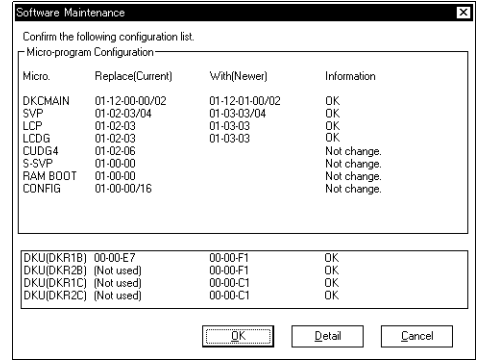 Software Maintenance
Confirm the following configuration list.
Micro-program Configuration
Micro. Replace(Current) With(Newer) Information
DKCMAIN 01-12-00-00/02 01-12-01-00/02 OK
SVP 01-02-03/04 01-03-03/04 OK
LCP 01-02-03 01-03-03 OK
LCDG 01-02-03 01-03-03 OK
CUDG4 01-02-06 Not change.
S-SVP 01-00-00 Not change.
RAM BOOT 01-00-00 Not change.
CONFIG 01-00-00/16 Not change.
DKU(DKR1B) 00-00-E7 00-00-F1 OK
DKU(DKR2B) (Not used) 00-00-F1 OK
DKU(DKR1C) (Not used) 00-00-C1 OK
DKU(DKR2C) (Not used) 00-00-C1 OK
OK Detail Cancel